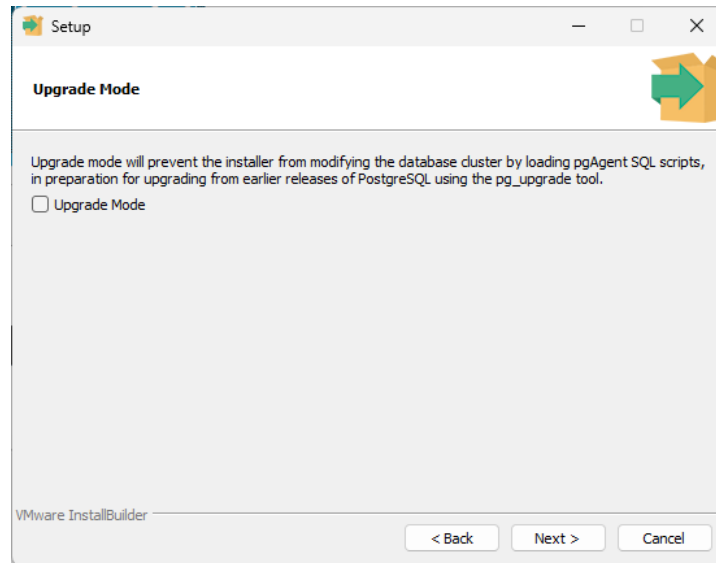 Setup
Upgrade Mode
Upgrade mode will prevent the installer from modifying the database cluster by loading pgAgent SQL scripts,
in preparation for upgrading from earlier releases of PostgreSQL using the pg_upgrade tool.
Upgrade Mode
VMware InstallBuilder
< Back Next > Cancel